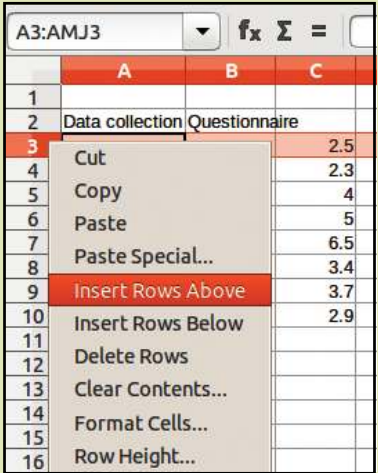 A3:AMJ3 fx Σ =
A B C
1
2 Data collection Questionnaire
3 2.5
4 Cut 2.3
5 Copy 4
6 Paste 5
7 Paste Special... 6.5
8 3.4
9 Insert Rows Above 3.7
10 Insert Rows Below 2.9
11
12 Delete Rows
13 Clear Contents...
14 Format Cells...
15
16 Row Height...